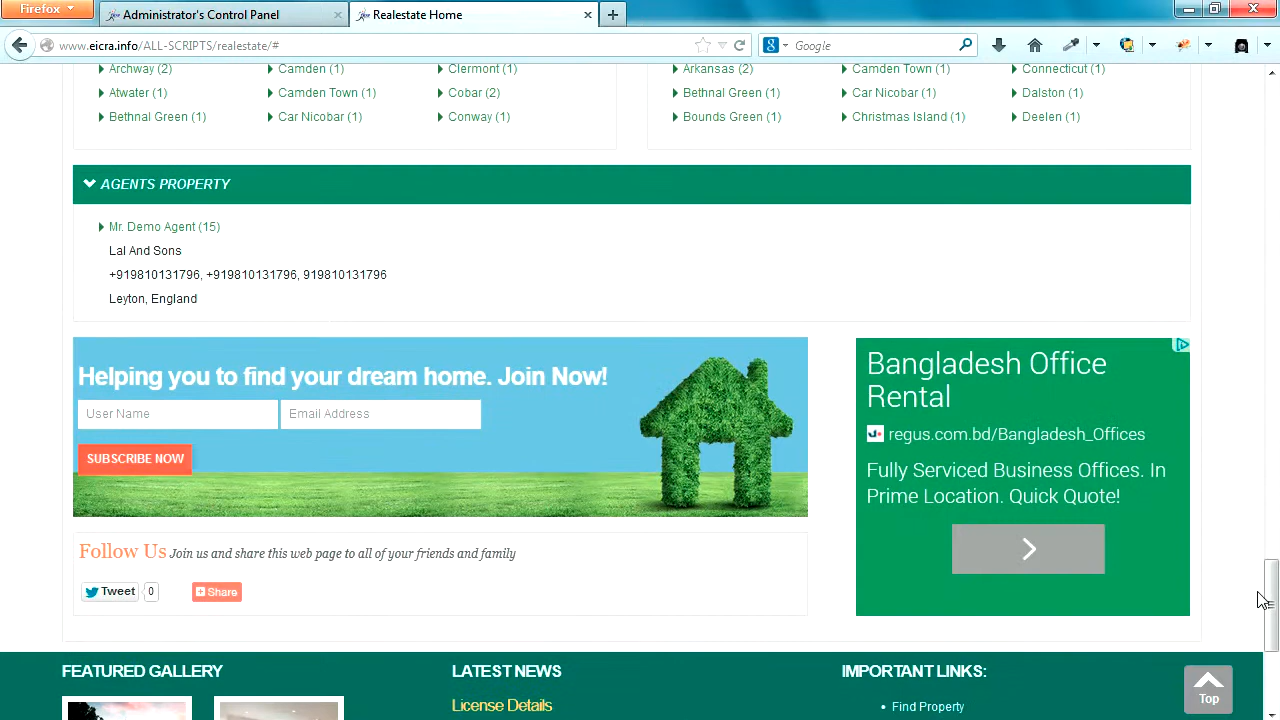 Firefox
Administrator's Control Panel
Realestate Home
www.eicra.info/ALL-SCRIPTS/realestate/#
Google
Archway (2)
Camden (1)
Clermont (1)
Arkansas (2)
Camden Town (1)
Connecticut (1)
Atwater (1)
Camden Town (1)
Cobar (2)
Bethnal Green (1)
Car Nicobar (1)
Dalston (1)
Bethnal Green (1)
Car Nicobar (1)
Conway (1)
Bounds Green (1)
Christmas Island (1)
Deelen (1)
AGENTS PROPERTY
Mr. Demo Agent (15)
Lal And Sons
+919810131796, +919810131796, 919810131796
Leyton, England
Helping you to find your dream home. Join Now!
User Name
Email Address
SUBSCRIBE NOW
Bangladesh Office
Rental
regus.com.bd/Bangladesh_Offices
Fully Serviced Business Offices. In
Prime Location. Quick Quote!
Follow Us Join us and share this web page to all of your friends and family
Tweet
0
Share
FEATURED GALLERY
LATEST NEWS
IMPORTANT LINKS:
License Details
Find Property
Top